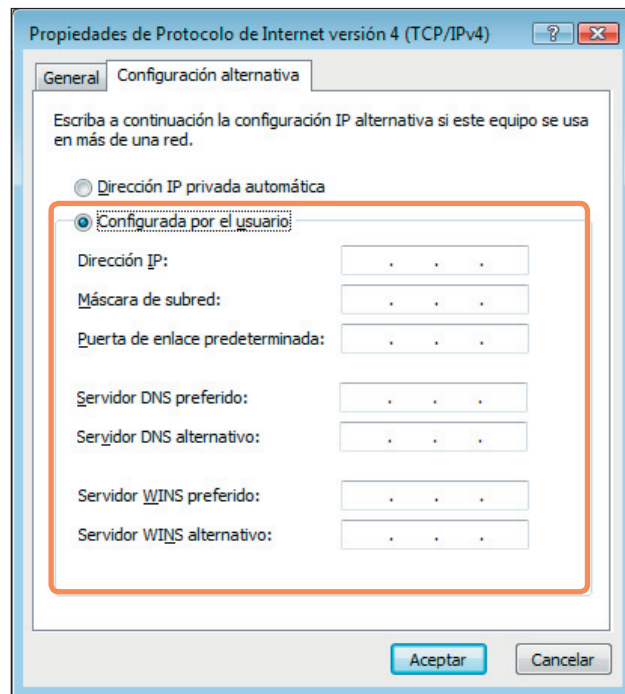 Propiedades de Protocolo de Internet versión 4 (TCP/IPv4)
General
Configuración alternativa
Escriba a continuación la configuración IP alternativa si este equipo se usa
en más de una red.
Dirección IP privada automática
Configurada por el usuario
Dirección IP:
Máscara de subred:
Puerta de enlace predeterminada:
Servidor DNS preferido:
Servidor DNS alternativo:
Servidor WINS preferido:
Servidor WINS alternativo:
Aceptar
Cancelar